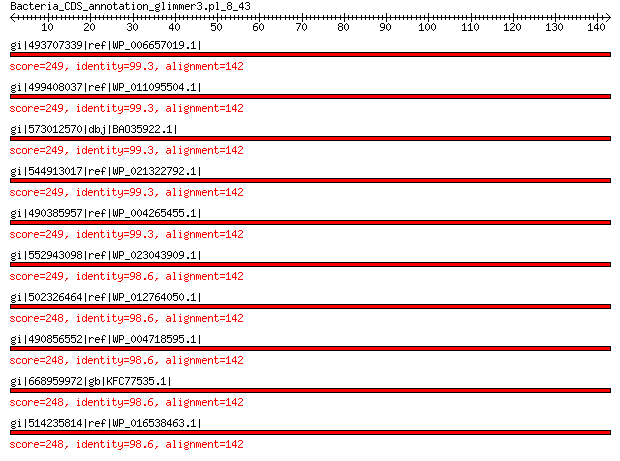 Bacteria_CDS_annotation_glimmer3.pl_8_43
10 20 30 40 50 60 70 80 90 100 110 120 130 140
gi|493707339|ref|WP_006657019.1|
score=249, identity=99.3, alignment=142
gi|499408037|ref|WP_011095504.1|
score=249, identity=99.3, alignment=142
gi|573012570|dbj|BAO35922.1|
score=249, identity=99.3, alignment=142
gi|544913017|ref|WP_021322792.1|
score=249, identity=99.3, alignment=142
gi|490385957|ref|WP_004265455.1|
score=249, identity=99.3, alignment=142
gi|552943098|ref|WP_023043909.1|
score=249, identity=98.6, alignment=142
gi|502326464|ref|WP_012764050.1|
score=248, identity=98.6, alignment=142
gi|490856552|ref|WP_004718595.1|
score=248, identity=98.6, alignment=142
gi|668959972|gb|KFC77535.1|
score=248, identity=98.6, alignment=142
gi|514235814|ref|WP_016538463.1|
score=248, identity=98.6, alignment=142